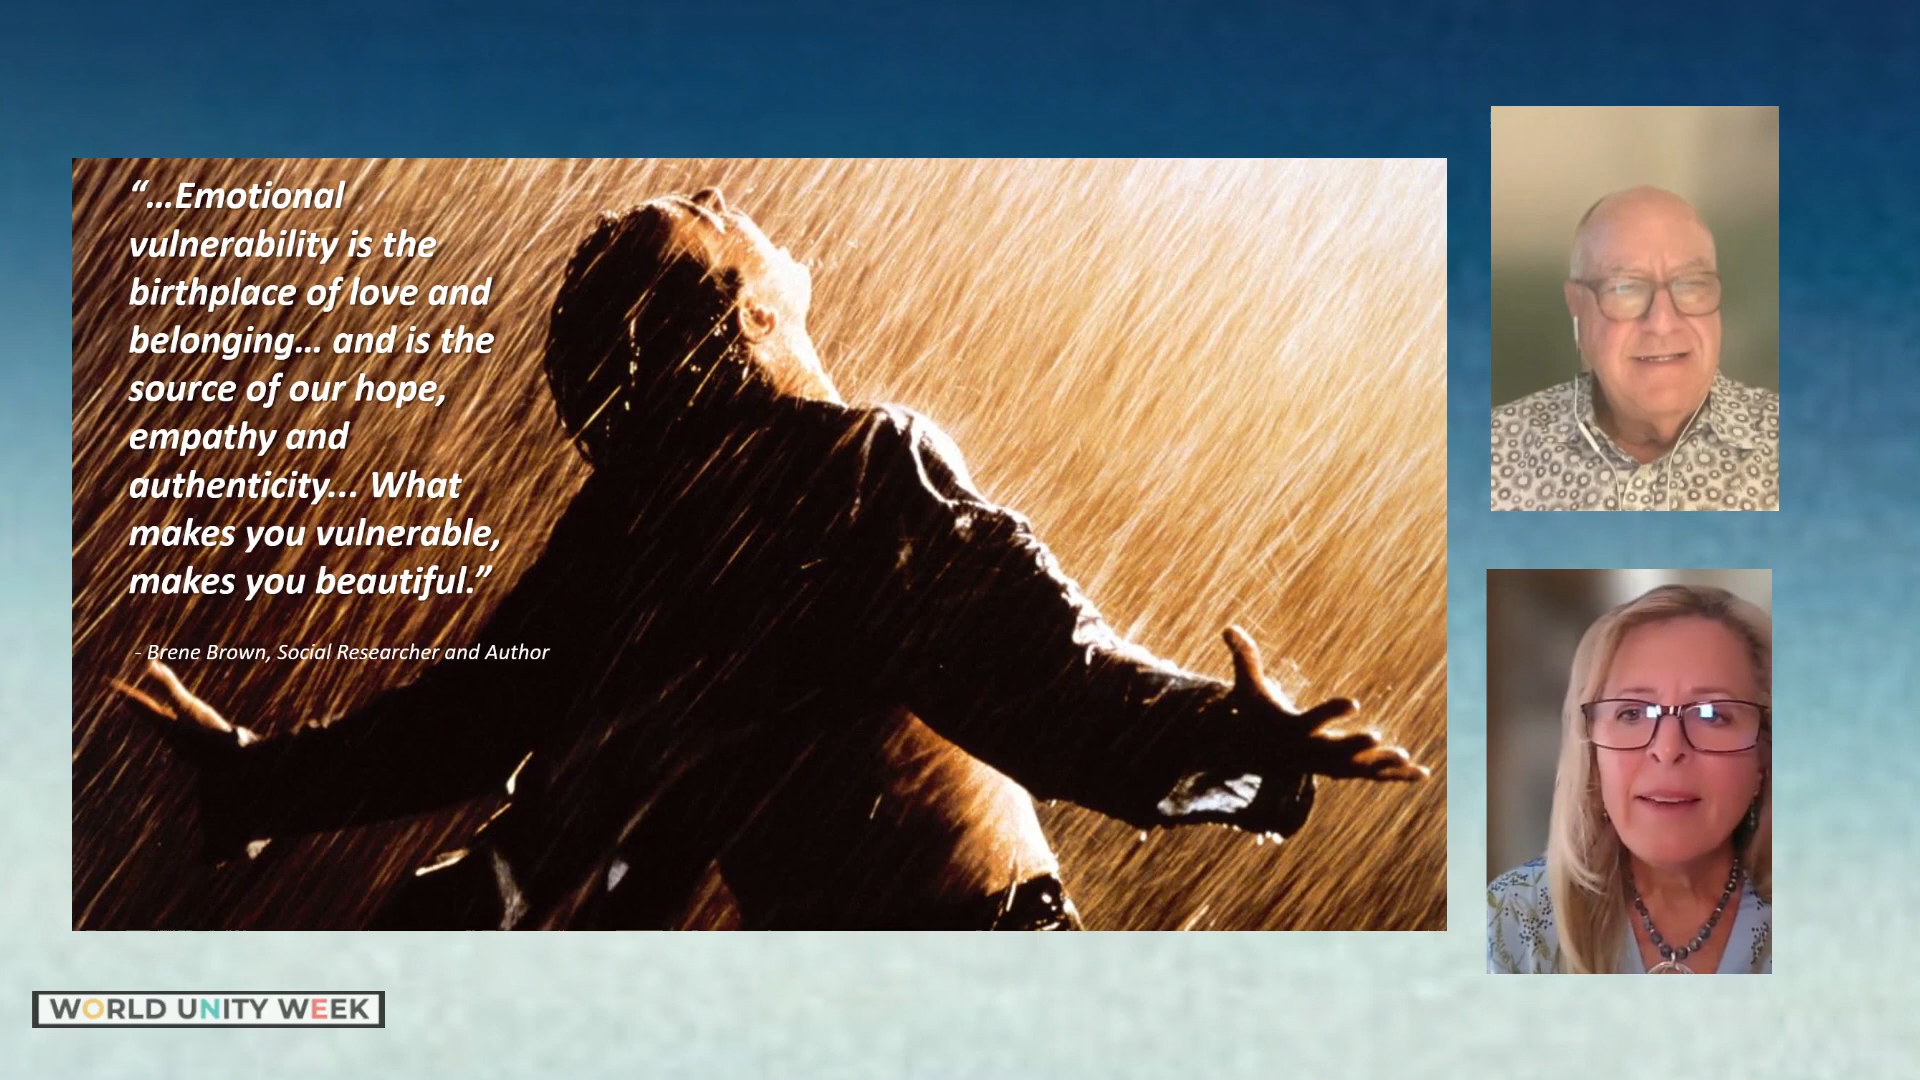 “...Emotional
vulnerability is the
birthplace of love and
belonging... and is the
source of our hope,
empathy and
authenticity... What
makes you vulnerable,
makes you beautiful.”
- Brene Brown, Social Researcher and Author
WORLD UNITY WEEK